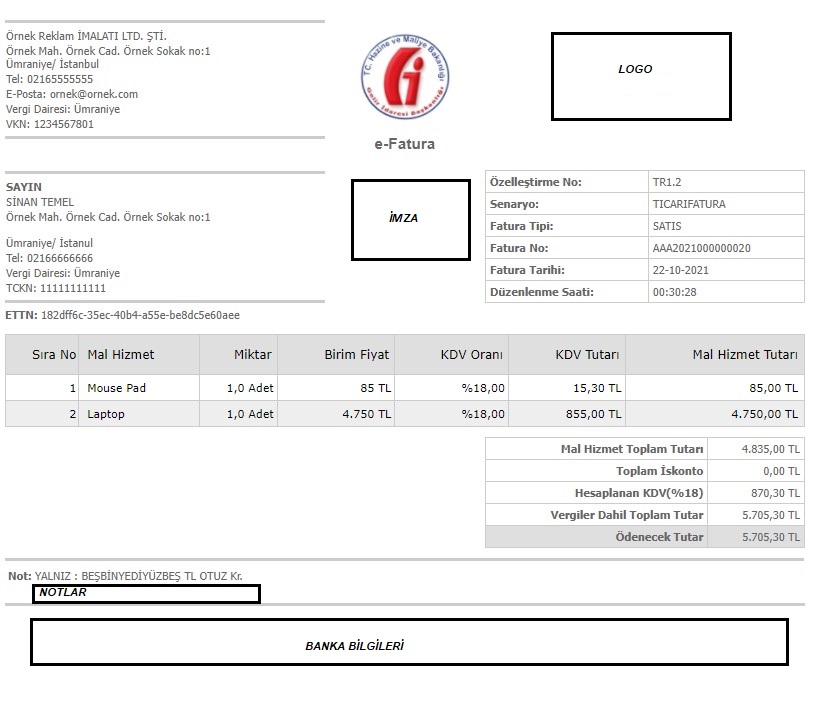 Örnek Reklam İMALATI LTD. ŞTİ.
Örnek Mah. Örnek Cad. Örnek Sokak no:1
Ümraniye/ İstanbul
Tel: 02165555555
E-Posta: ornek@ornek.com
Vergi Dairesi: Ümraniye
VKN: 1234567801
T.C. Hazine ve Maliye Bakanlığı
Gelir İdaresi Başkanlığı
e-Fatura
LOGO
SAYIN
SİNAN TEMEL
Örnek Mah. Örnek Cad. Örnek Sokak no:1
Ümraniye/ İstanul
Tel: 02166666666
Vergi Dairesi: Ümraniye
TCKN: 11111111111
İMZA
Özelleştirme No: TR1.2
Senaryo: TICARIFATURA
Fatura Tipi: SATIS
Fatura No: AAA2021000000020
Fatura Tarihi: 22-10-2021
Düzenlenme Saati: 00:30:28
ETTN: 182dff6c-35ec-40b4-a55e-be8dc5e60aee
Sıra No Mal Hizmet Miktar Birim Fiyat KDV Oranı KDV Tutarı Mal Hizmet Tutarı
1 Mouse Pad 1,0 Adet 85 TL %18,00 15,30 TL 85,00 TL
2 Laptop 1,0 Adet 4.750 TL %18,00 855,00 TL 4.750,00 TL
Mal Hizmet Toplam Tutarı 4.835,00 TL
Toplam İskonto 0,00 TL
Hesaplanan KDV(%18) 870,30 TL
Vergiler Dahil Toplam Tutar 5.705,30 TL
Ödenecek Tutar 5.705,30 TL
Not: YALNIZ : BEŞBİNYEDİYÜZBEŞ TL OTUZ Kr.
NOTLAR
BANKA BİLGİLERİ